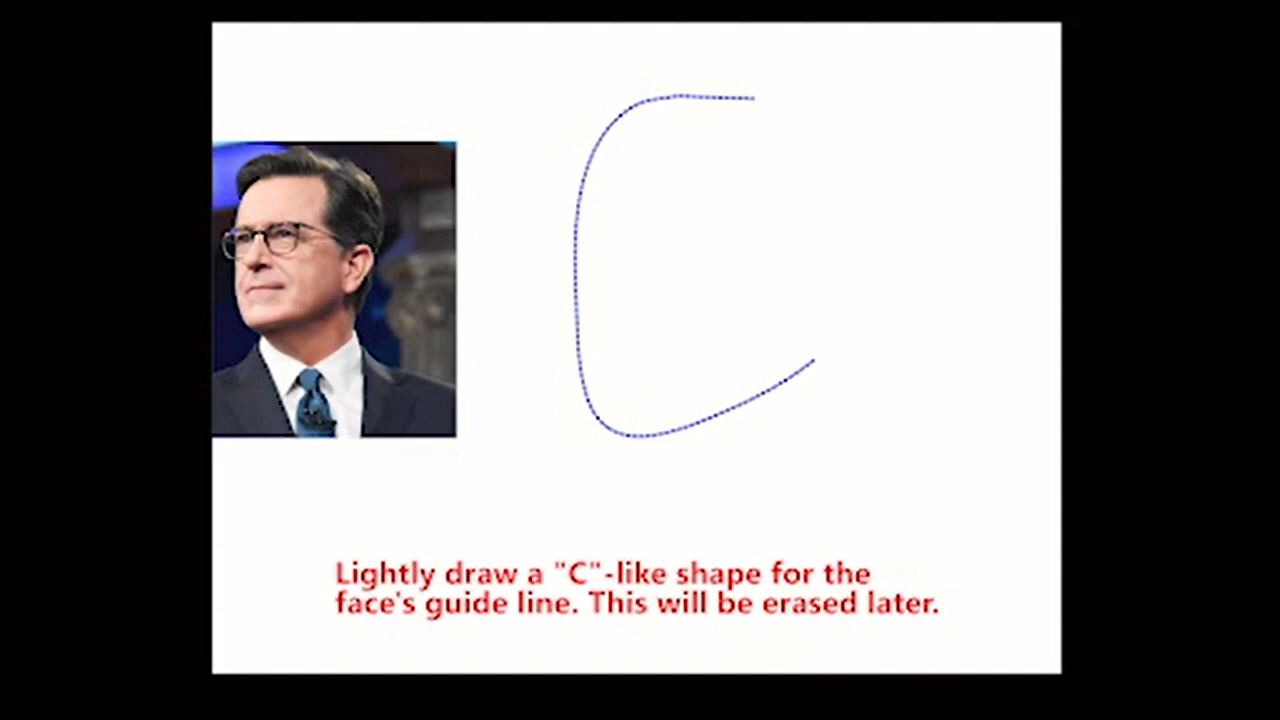 Lightly draw a "C"-like shape for the
face's guide line. This will be erased later.